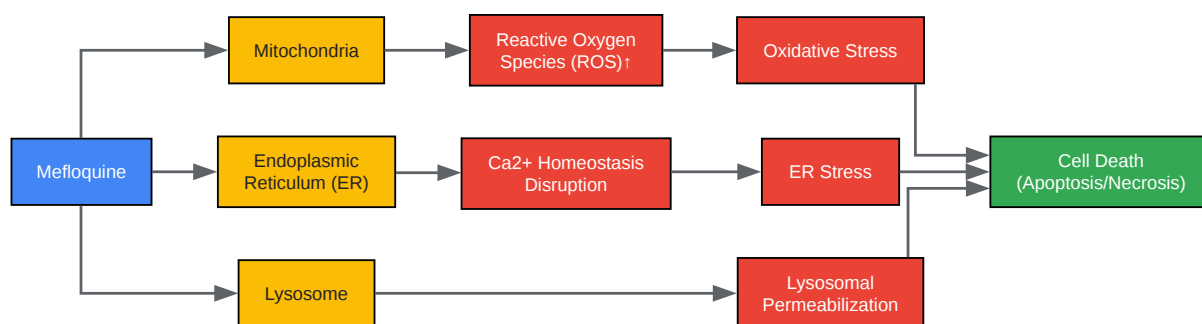 Mitochondria
Reactive Oxygen
Species (ROS)↑
Oxidative Stress
Mefloquine
Endoplasmic
Reticulum (ER)
Ca2+ Homeostasis
Disruption
ER Stress
Cell Death
(Apoptosis/Necrosis)
Lysosome
Lysosomal
Permeabilization